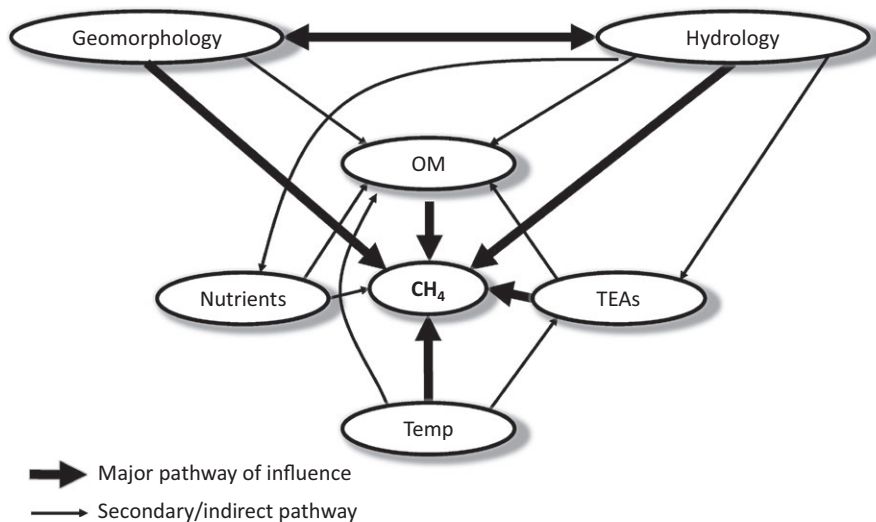 Geomorphology
Hydrology
OM
Nutrients
CH₄
TEAs
Temp
Major pathway of influence
Secondary/indirect pathway